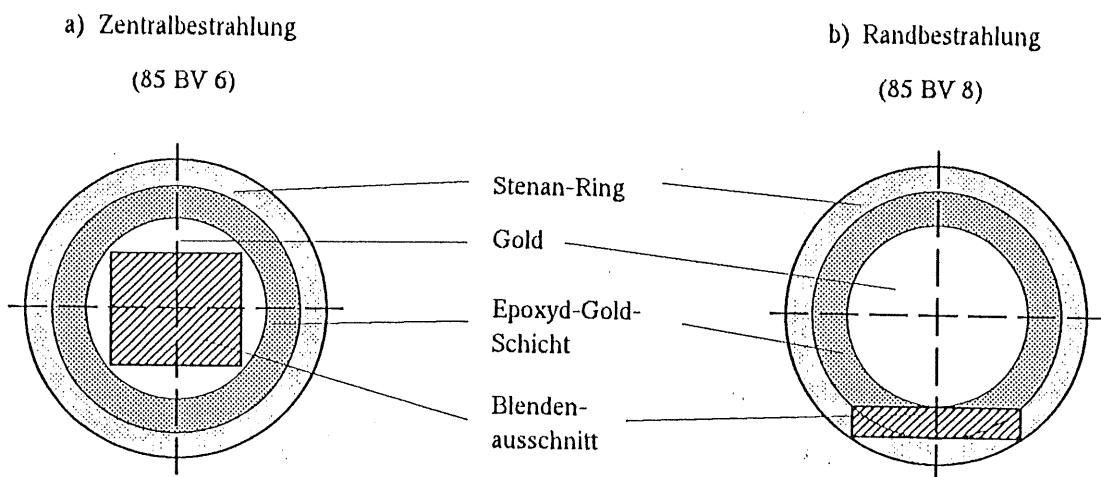 a) Zentralbestrahlung
(85 BV 6)
b) Randbestrahlung
(85 BV 8)
Stenan-Ring
Gold
Epoxyd-Gold-
Schicht
Blenden-
ausschnitt